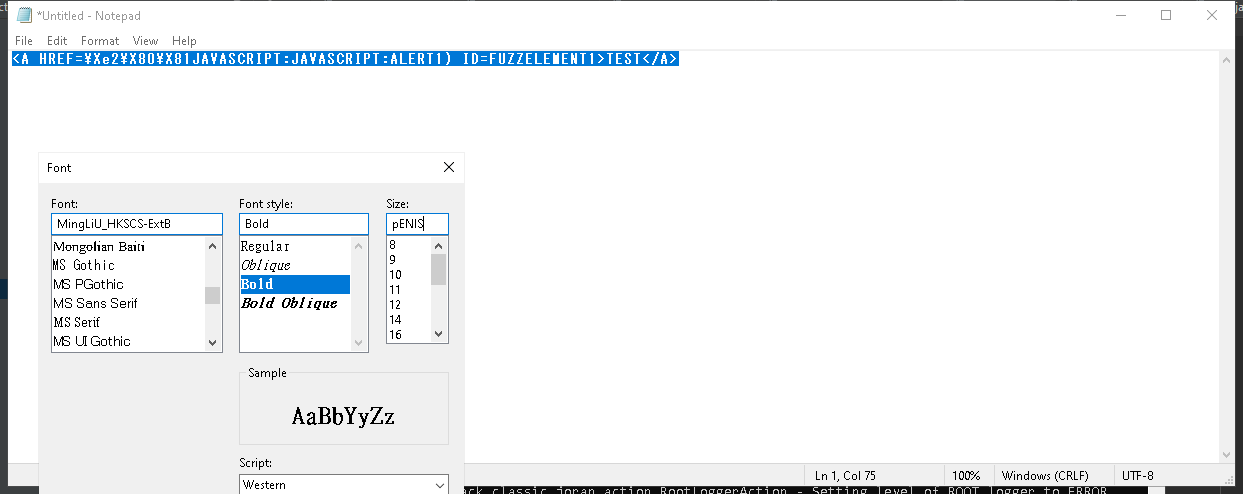 *Untitled - Notepad
File Edit Format View Help
<A HREF=¥Xe2¥X80¥X81JAVASCRIPT:JAVASCRIPT:ALERT1) ID=FUZZELEMENT1>TEST</A>
Font
Font: Font style: Size:
MingLiU_HKSCS-ExtB Bold pENIS
Mongolian Baiti Regular 8
MS Gothic Oblique 9
MS PGothic Bold 10
MS Sans Serif Bold Oblique 11
MS Serif 12
MS UI Gothic 14
16
Sample
AaBbYyZz
Script:
Western
Ln 1, Col 75 100% Windows (CRLF) UTF-8
ack classic joran action RootLoggerAction - Setting level of ROOT logger to ERROR